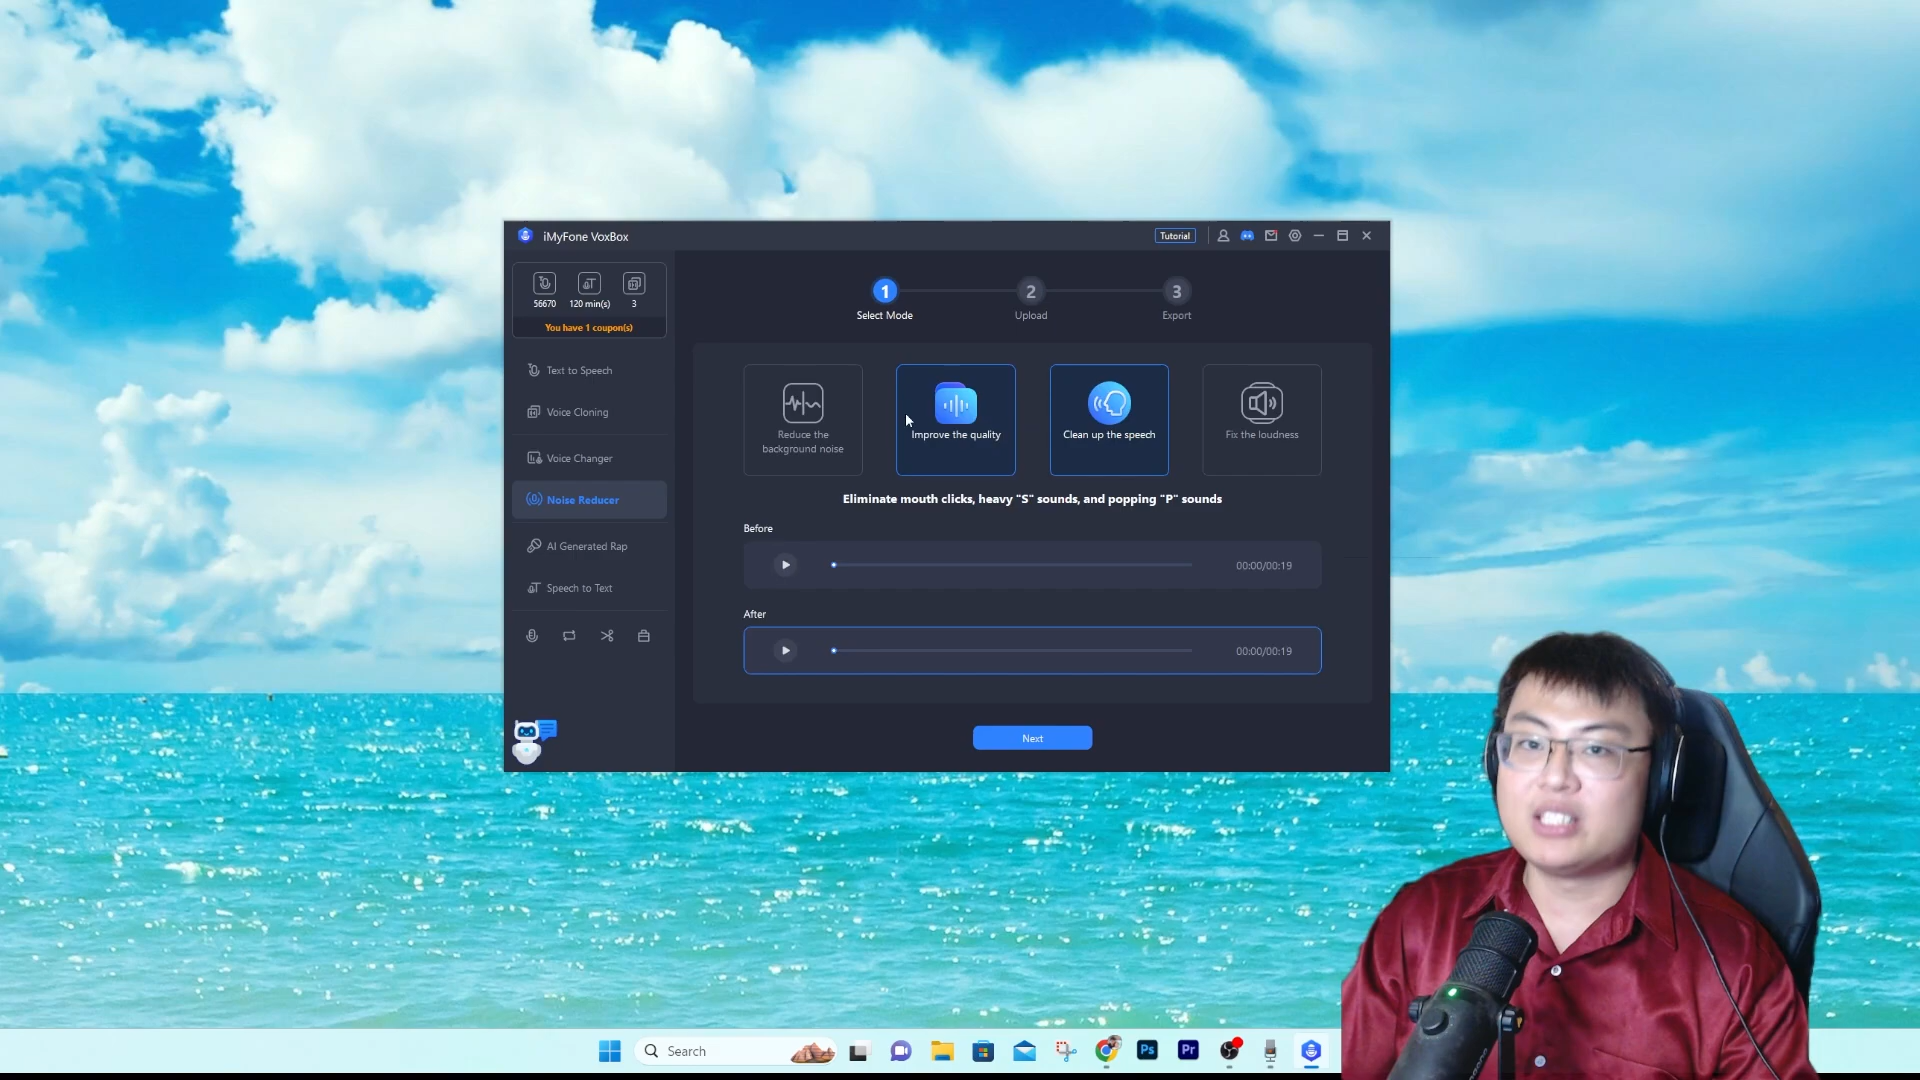 iMyFone VoxBox
Tutorial
56670
120 min(s)
3
You have 1 coupon(s)
Text to Speech
Voice Cloning
Voice Changer
Noise Reducer
AI Generated Rap
Speech to Text
1
2
3
Select Mode
Upload
Export
Reduce the
background noise
Improve the quality
Clean up the speech
Fix the loudness
Eliminate mouth clicks, heavy "S" sounds, and popping "P" sounds
Before
00:00/00:19
After
00:00/00:19
Next
Search
Ps
Pr